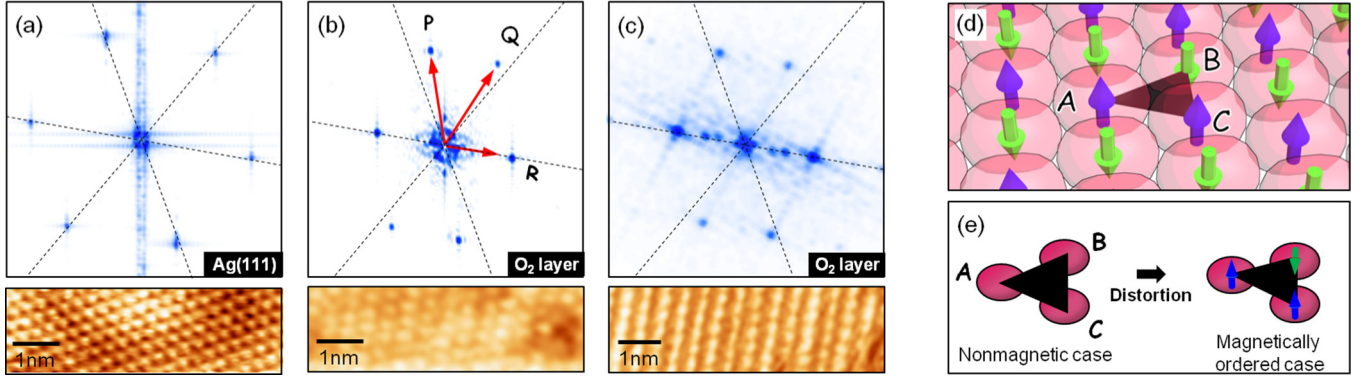 (a)
Ag(111)
1nm
(b)
P
Q
R
O₂ layer
1nm
(c)
O₂ layer
1nm
(d)
A
B
C
(e)
A
B
C
Distortion
Nonmagnetic case
Magnetically
ordered case